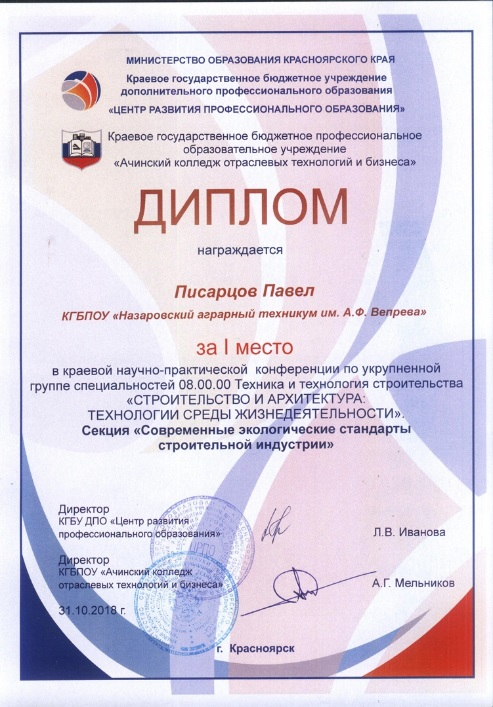 МИНИСТЕРСТВО ОБРАЗОВАНИЯ КРАСНОЯРСКОГО КРАЯ
Краевое государственное бюджетное учреждение
дополнительного профессионального образования
«ЦЕНТР РАЗВИТИЯ ПРОФЕССИОНАЛЬНОГО ОБРАЗОВАНИЯ»
Краевое государственное бюджетное профессиональное
образовательное учреждение
«Ачинский колледж отраслевых технологий и бизнеса»
ДИПЛОМ
награждается
Писарцов Павел
КГБПОУ «Назаровский аграрный техникум им. А.Ф. Вепрева»
за I место
в краевой научно-практической конференции по укрупненной
группе специальностей 08.00.00 Техника и технология строительства
«СТРОИТЕЛЬСТВО И АРХИТЕКТУРА:
ТЕХНОЛОГИИ СРЕДЫ ЖИЗНЕДЕЯТЕЛЬНОСТИ».
Секция «Современные экологические стандарты
строительной индустрии»
Директор
КГБУ ДПО «Центр развития
профессионального образования»
Л.В. Иванова
Директор
КГБПОУ «Ачинский колледж
отраслевых технологий и бизнеса»
А.Г. Мельников
31.10.2018 г.
г. Красноярск